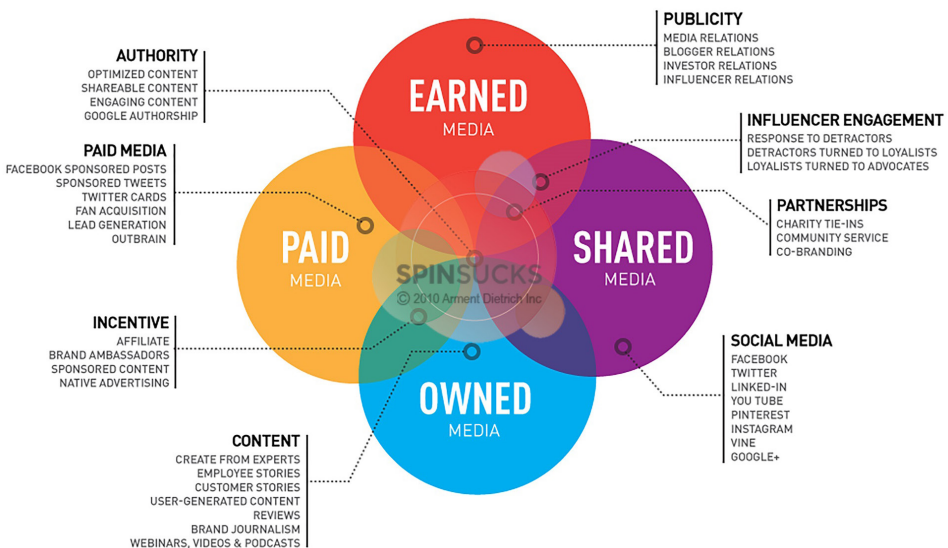 PUBLICITY
MEDIA RELATIONS
BLOGGER RELATIONS
INVESTOR RELATIONS
INFLUENCER RELATIONS
AUTHORITY
OPTIMIZED CONTENT
SHAREABLE CONTENT
ENGAGING CONTENT
GOOGLE AUTHORSHIP
EARNED
MEDIA
INFLUENCER ENGAGEMENT
RESPONSE TO DETRACTORS
DETRACTORS TURNED TO LOYALISTS
LOYALISTS TURNED TO ADVOCATES
PAID MEDIA
FACEBOOK SPONSORED POSTS
SPONSORED TWEETS
TWITTER CARDS
FAN ACQUISITION
LEAD GENERATION
OUTBRAIN
PARTNERSHIPS
CHARITY TIE-INS
COMMUNITY SERVICE
CO-BRANDING
PAID
MEDIA
SHARED
MEDIA
SPINSUCKS
© 2010 Arment Dietrich Inc
INCENTIVE
AFFILIATE
BRAND AMBASSADORS
SPONSORED CONTENT
NATIVE ADVERTISING
SOCIAL MEDIA
FACEBOOK
TWITTER
LINKED-IN
YOU TUBE
PINTEREST
INSTAGRAM
VINE
GOOGLE+
OWNED
MEDIA
CONTENT
CREATE FROM EXPERTS
EMPLOYEE STORIES
CUSTOMER STORIES
USER-GENERATED CONTENT
REVIEWS
BRAND JOURNALISM
WEBINARS, VIDEOS & PODCASTS